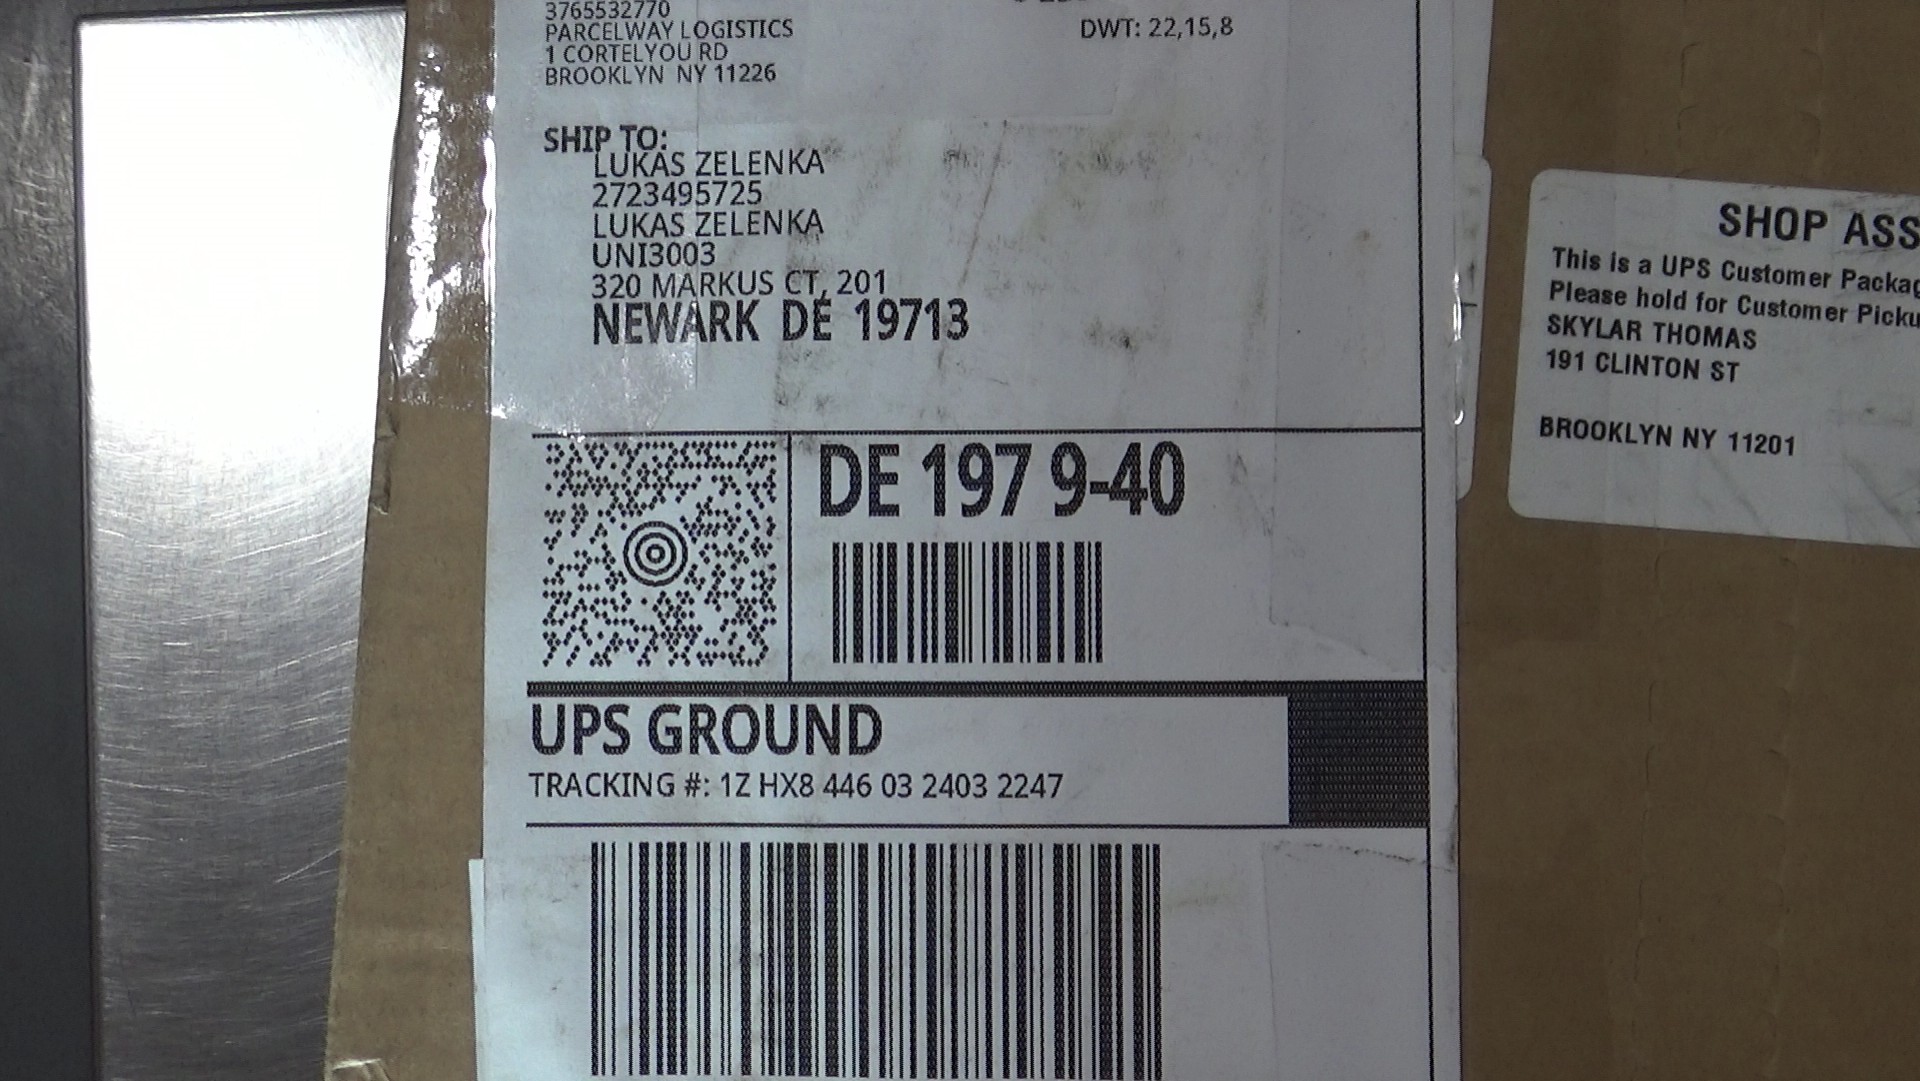 3765532770
PARCELWAY LOGISTICS
1 CORTELYOU RD
BROOKLYN NY 11226
DWT: 22,15,8
SHIP TO:
LUKAS ZELENKA
2723495725
LUKAS ZELENKA
UNI3003
320 MARKUS CT, 201
NEWARK DE 19713
DE 197 9-40
UPS GROUND
TRACKING #: 1Z HX8 446 03 2403 2247
SHOP ASS
This is a UPS Customer Packag
Please hold for Customer Picku
SKYLAR THOMAS
191 CLINTON ST
BROOKLYN NY 11201